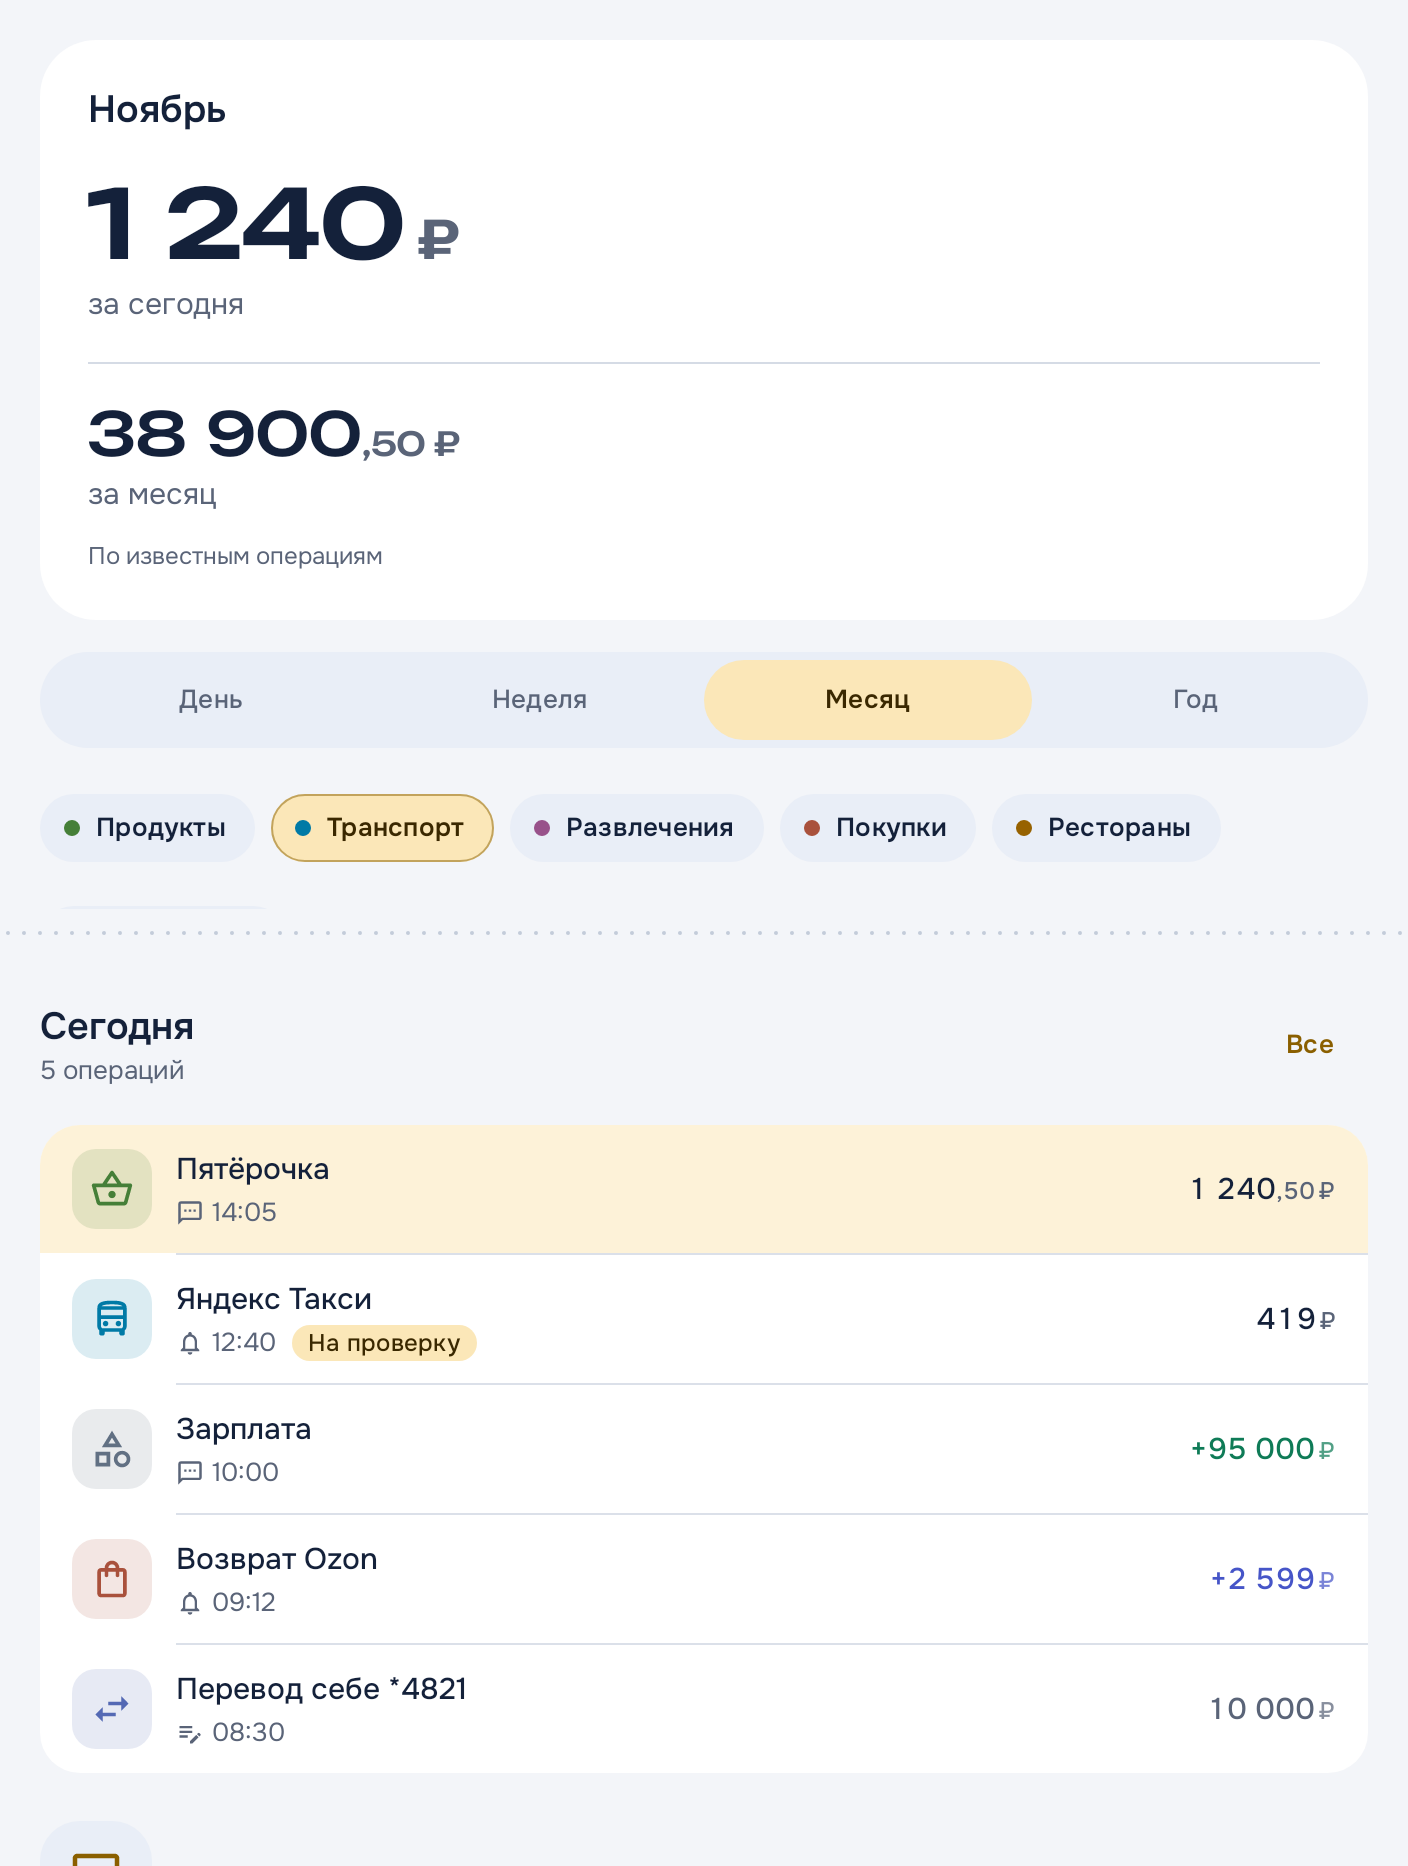 Ноябрь
1 240 ₽
за сегодня
38 900,50 ₽
за месяц
По известным операциям
День Неделя Месяц Год
Продукты Транспорт Развлечения Покупки Рестораны
Сегодня
5 операций
Все
Пятёрочка
14:05
1 240,50 ₽
Яндекс Такси
12:40 На проверку
419 ₽
Зарплата
10:00
+95 000 ₽
Возврат Ozon
09:12
+2 599 ₽
Перевод себе *4821
08:30
10 000 ₽